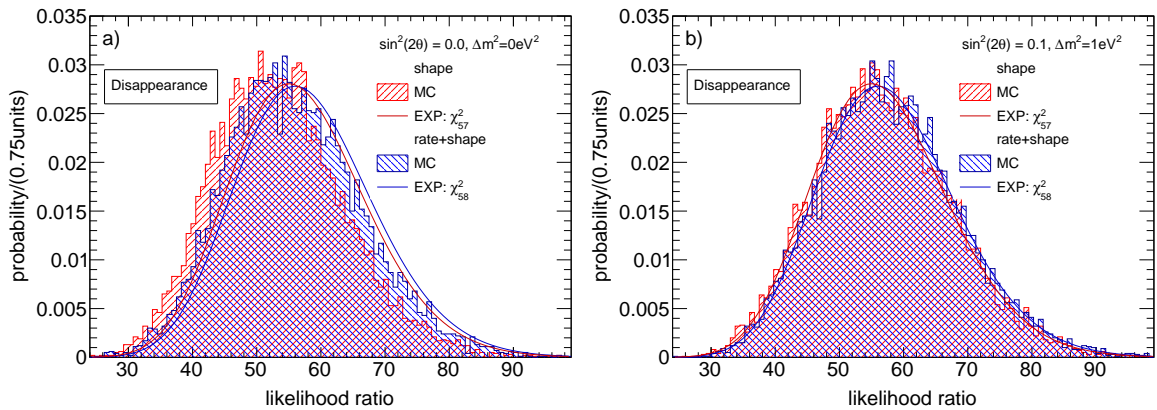 a)
sin²(2θ) = 0.0, Δm²=0eV²
Disappearance
shape
MC
EXP: χ²₅₇
rate+shape
MC
EXP: χ²₅₈
probability/(0.75units)
0.035
0.03
0.025
0.02
0.015
0.01
0.005
0
30 40 50 60 70 80 90
likelihood ratio
b)
sin²(2θ) = 0.1, Δm²=1eV²
Disappearance
shape
MC
EXP: χ²₅₇
rate+shape
MC
EXP: χ²₅₈
probability/(0.75units)
0.035
0.03
0.025
0.02
0.015
0.01
0.005
0
30 40 50 60 70 80 90
likelihood ratio